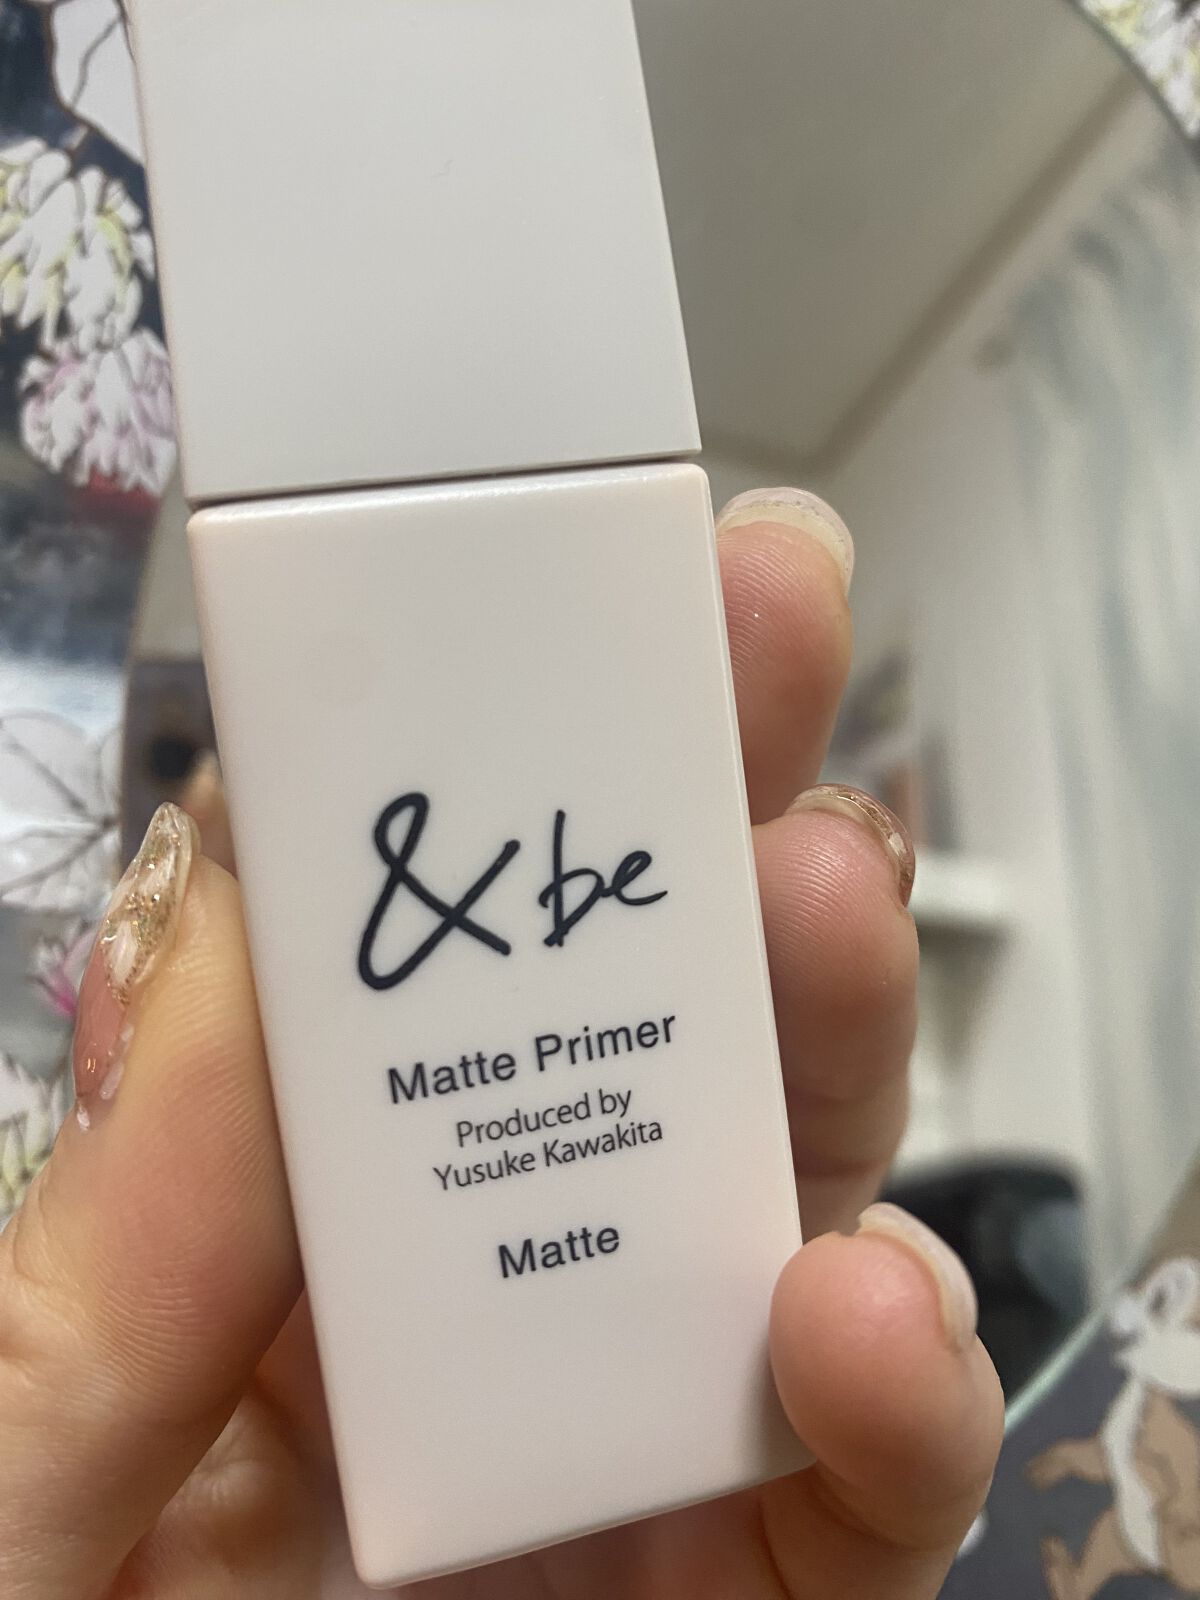 & be
Matte Primer
Produced by
Yusuke Kawakita
Matte